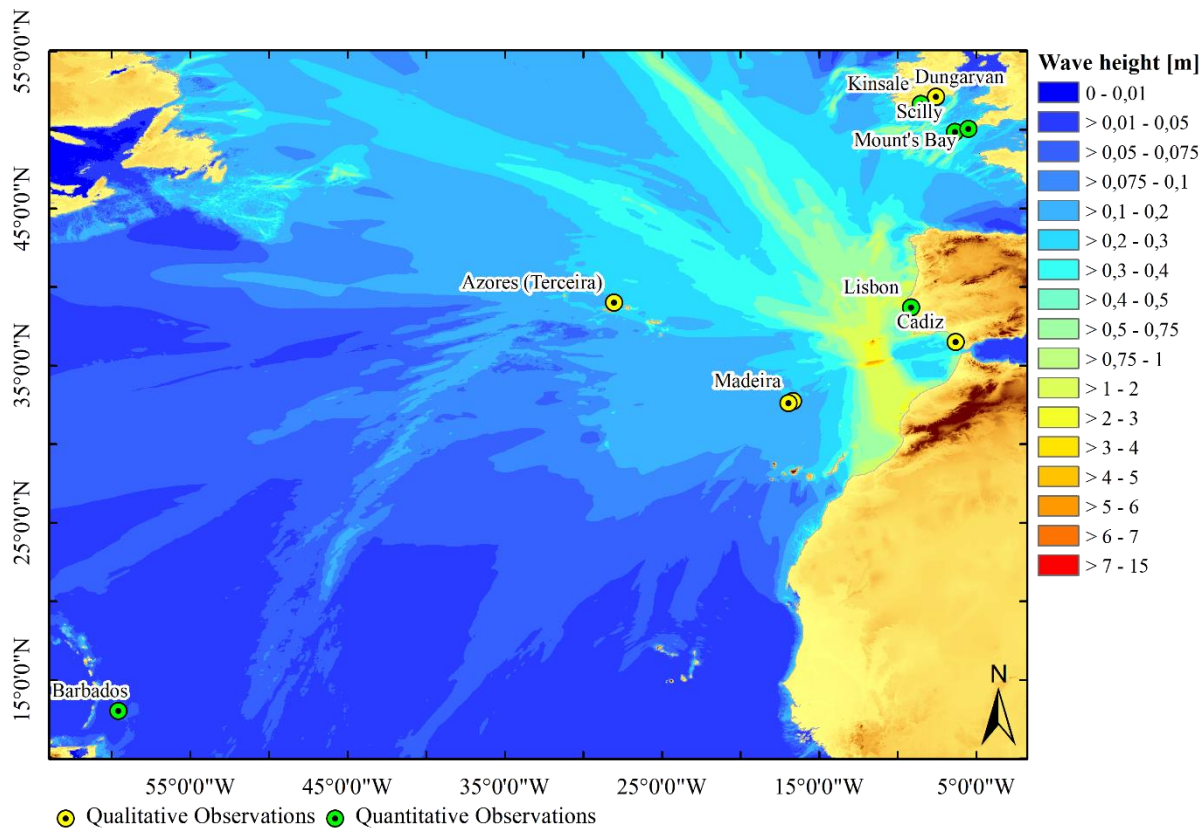 55°0'0"N
45°0'0"N
35°0'0"N
25°0'0"N
15°0'0"N
Kinsale
Dungarvan
Scilly
Mount's Bay
Azores (Terceira)
Lisbon
Cadiz
Madeira
Barbados
N
55°0'0"W
45°0'0"W
35°0'0"W
25°0'0"W
15°0'0"W
5°0'0"W
Qualitative Observations
Quantitative Observations
Wave height [m]
0 - 0,01
> 0,01 - 0,05
> 0,05 - 0,075
> 0,075 - 0,1
> 0,1 - 0,2
> 0,2 - 0,3
> 0,3 - 0,4
> 0,4 - 0,5
> 0,5 - 0,75
> 0,75 - 1
> 1 - 2
> 2 - 3
> 3 - 4
> 4 - 5
> 5 - 6
> 6 - 7
> 7 - 15